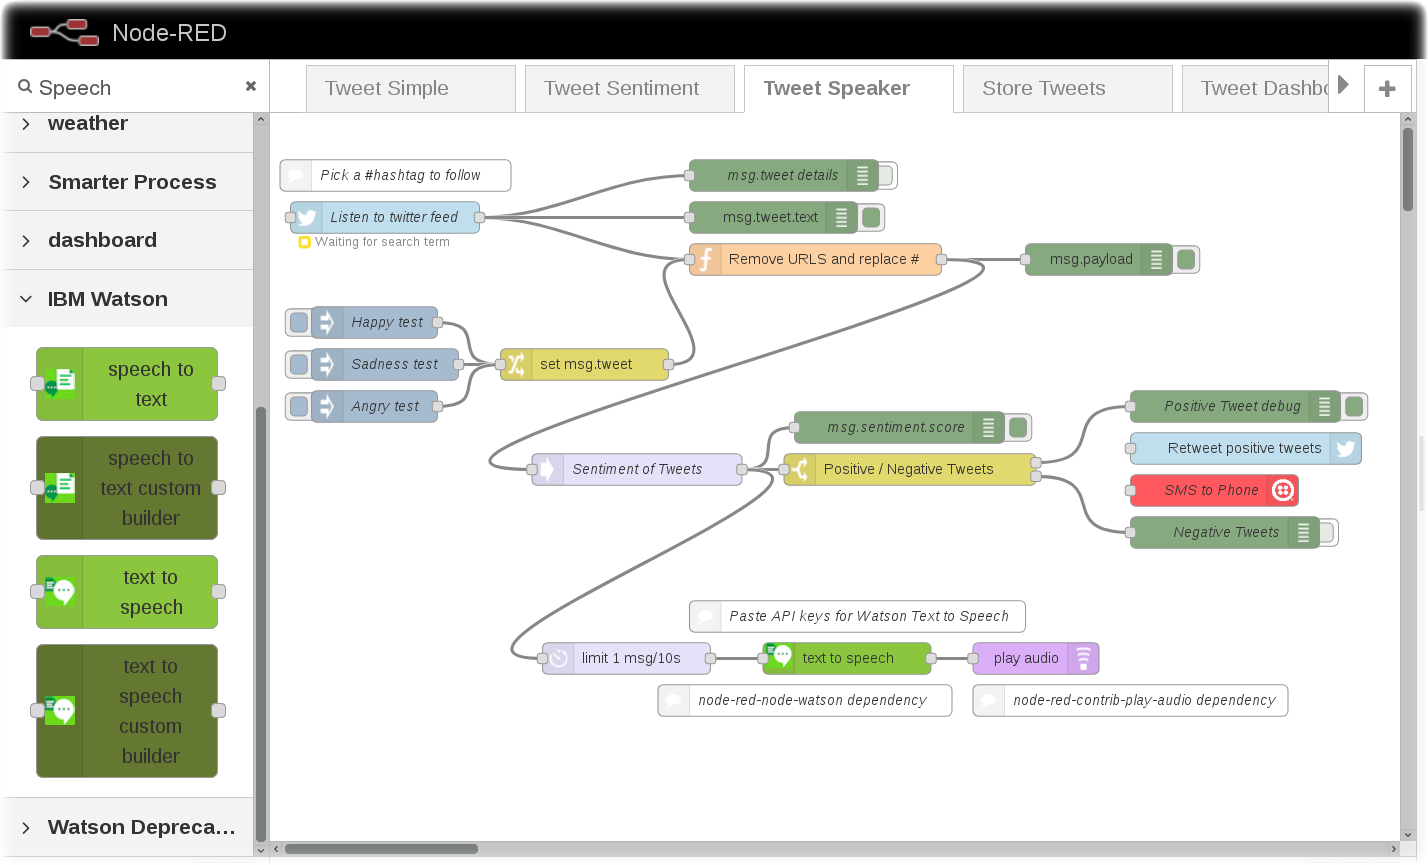 Node-RED
Speech
Tweet Simple
Tweet Sentiment
Tweet Speaker
Store Tweets
Tweet Dashbo
weather
Smarter Process
dashboard
IBM Watson
speech to
text
speech to
text custom
builder
text to
speech
text to
speech
custom
builder
Watson Depreca...
Pick a #hashtag to follow
msg.tweet details
Listen to twitter feed
msg.tweet.text
Waiting for search term
Remove URLS and replace #
msg.payload
Happy test
Sadness test
set msg.tweet
Angry test
Positive Tweet debug
msg.sentiment.score
Retweet positive tweets
Sentiment of Tweets
Positive / Negative Tweets
SMS to Phone
Negative Tweets
Paste API keys for Watson Text to Speech
limit 1 msg/10s
text to speech
play audio
node-red-node-watson dependency
node-red-contrib-play-audio dependency